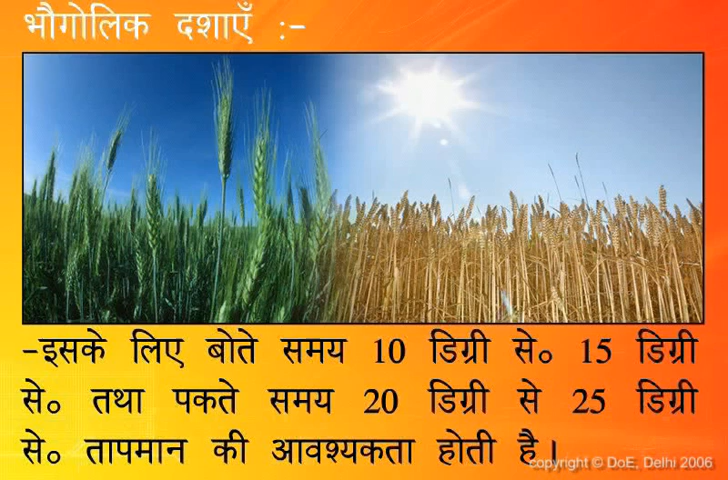 भौगोलिक दशाएँ :-
-इसके लिए बोते समय 10 डिग्री से० 15 डिग्री
से० तथा पकते समय 20 डिग्री से 25 डिग्री
से० तापमान की आवश्यकता होती है।
copyright © DoE, Delhi 2006